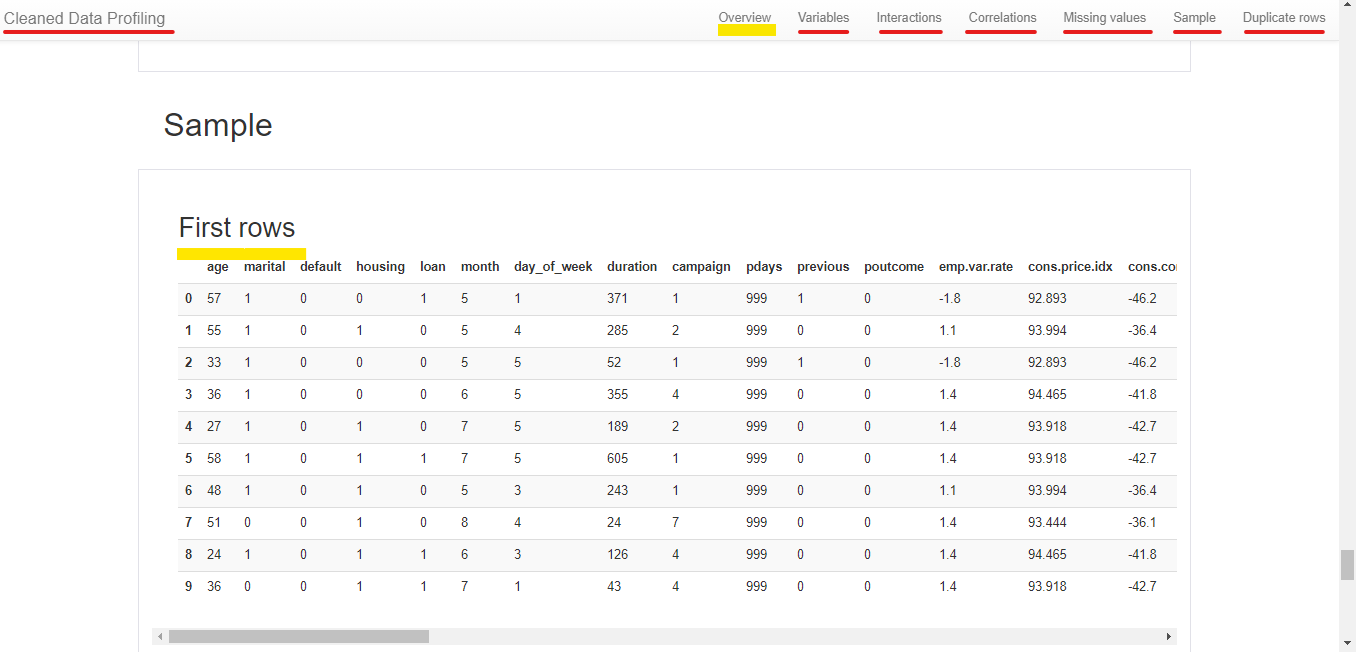 Cleaned Data Profiling Overview Variables Interactions Correlations Missing values Sample Duplicate rows
Sample
First rows
age marital default housing loan month day_of_week duration campaign pdays previous poutcome emp.var.rate cons.price.idx cons.co
0 57 1 0 0 1 5 1 371 1 999 1 0 -1.8 92.893 -46.2
1 55 1 0 1 0 5 4 285 2 999 0 0 1.1 93.994 -36.4
2 33 1 0 0 0 5 5 52 1 999 1 0 -1.8 92.893 -46.2
3 36 1 0 0 0 6 5 355 4 999 0 0 1.4 94.465 -41.8
4 27 1 0 1 0 7 5 189 2 999 0 0 1.4 93.918 -42.7
5 58 1 0 1 1 7 5 605 1 999 0 0 1.4 93.918 -42.7
6 48 1 0 1 0 5 3 243 1 999 0 0 1.1 93.994 -36.4
7 51 0 0 1 0 8 4 24 7 999 0 0 1.4 93.444 -36.1
8 24 1 0 1 1 6 3 126 4 999 0 0 1.4 94.465 -41.8
9 36 0 0 1 1 7 1 43 4 999 0 0 1.4 93.918 -42.7